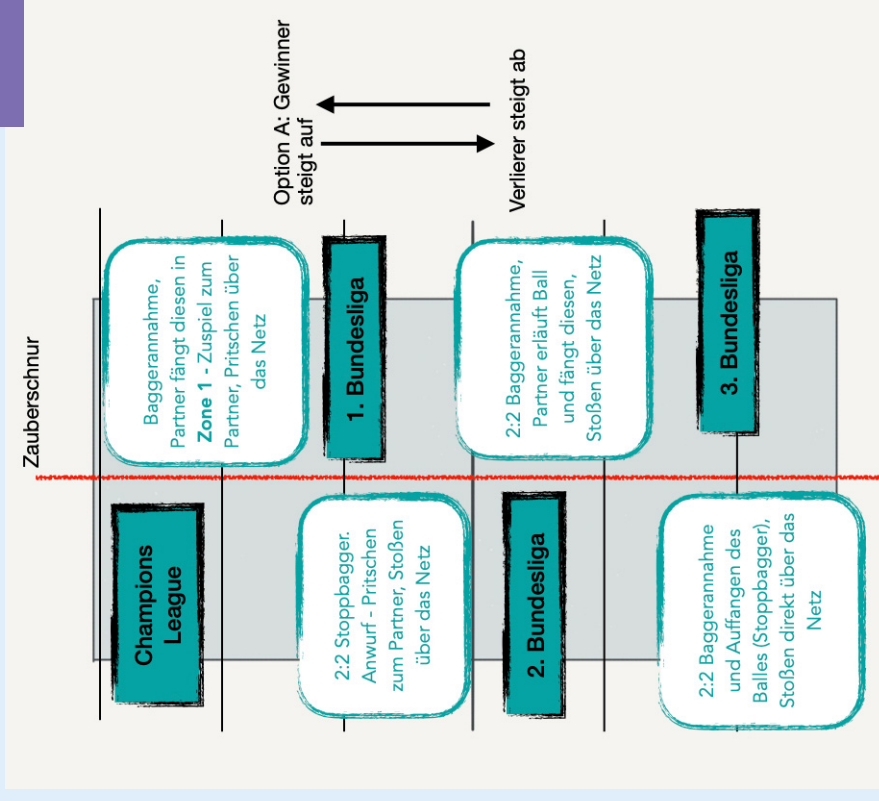 Zauberschnur
Champions
League
Baggerannahme,
Partner fängt diesen in
Zone 1 - Zuspiel zum
Partner, Pritschen über
das Netz
Option A: Gewinner
steigt auf
2:2 Stoppbagger.
Anwurf - Pritschen
zum Partner, Stoßen
über das Netz
1. Bundesliga
2. Bundesliga
2:2 Baggerannahme,
Partner erläuft Ball
und fängt diesen,
Stoßen über das Netz
Verlierer steigt ab
2:2 Baggerannahme
und Auffangen des
Balles (Stoppbagger),
Stoßen direkt über das
Netz
3. Bundesliga